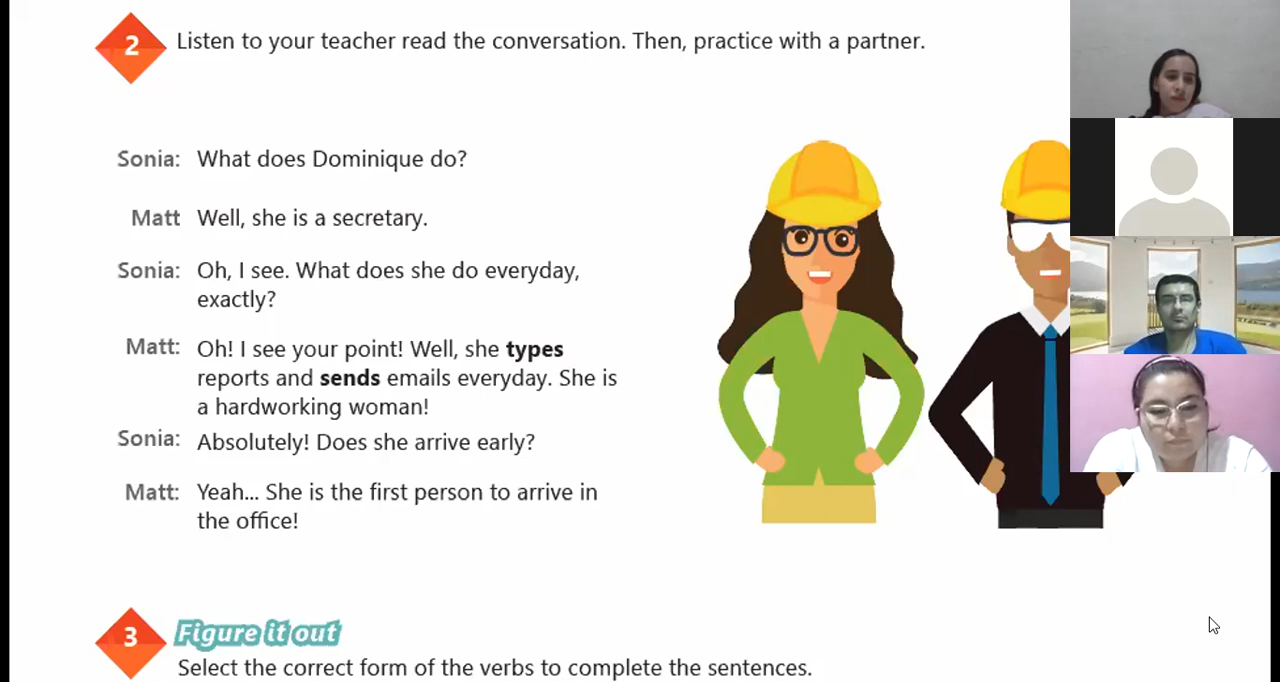 2 Listen to your teacher read the conversation. Then, practice with a partner.
Sonia: What does Dominique do?
Matt Well, she is a secretary.
Sonia: Oh, I see. What does she do everyday,
exactly?
Matt: Oh! I see your point! Well, she types
reports and sends emails everyday. She is
a hardworking woman!
Sonia: Absolutely! Does she arrive early?
Matt: Yeah... She is the first person to arrive in
the office!
3 Figure it out
Select the correct form of the verbs to complete the sentences.